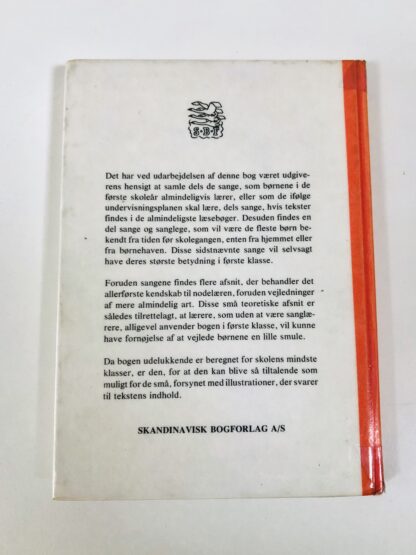 S·B·F
Det har ved udarbejdelsen af denne bog været udgive-
rens hensigt at samle dels de sange, som børnene i de
første skoleår almindeligvis lærer, eller som de ifølge
undervisningsplanen skal lære, dels sange, hvis tekster
findes i de almindeligste læsebøger. Desuden findes en
del sange og sanglege, som vil være de fleste børn be-
kendt fra tiden før skolegangen, enten fra hjemmet eller
fra børnehaven. Disse sidstnævnte sange vil selvsagt
have deres største betydning i første klasse.
Foruden sangene findes flere afsnit, der behandler det
allerførste kendskab til nodelæren, foruden vejledninger
af mere almindelig art. Disse små teoretiske afsnit er
således tilrettelagt, at lærere, som uden at være sanglæ-
rere, alligevel anvender bogen i første klasse, vil kunne
have fornøjelse af at vejlede børnene en lille smule.
Da bogen udelukkende er beregnet for skolens mindste
klasser, er den, for at den kan blive så tiltalende som
muligt for de små, forsynet med illustrationer, der svarer
til tekstens indhold.
SKANDINAVISK BOGFORLAG A/S